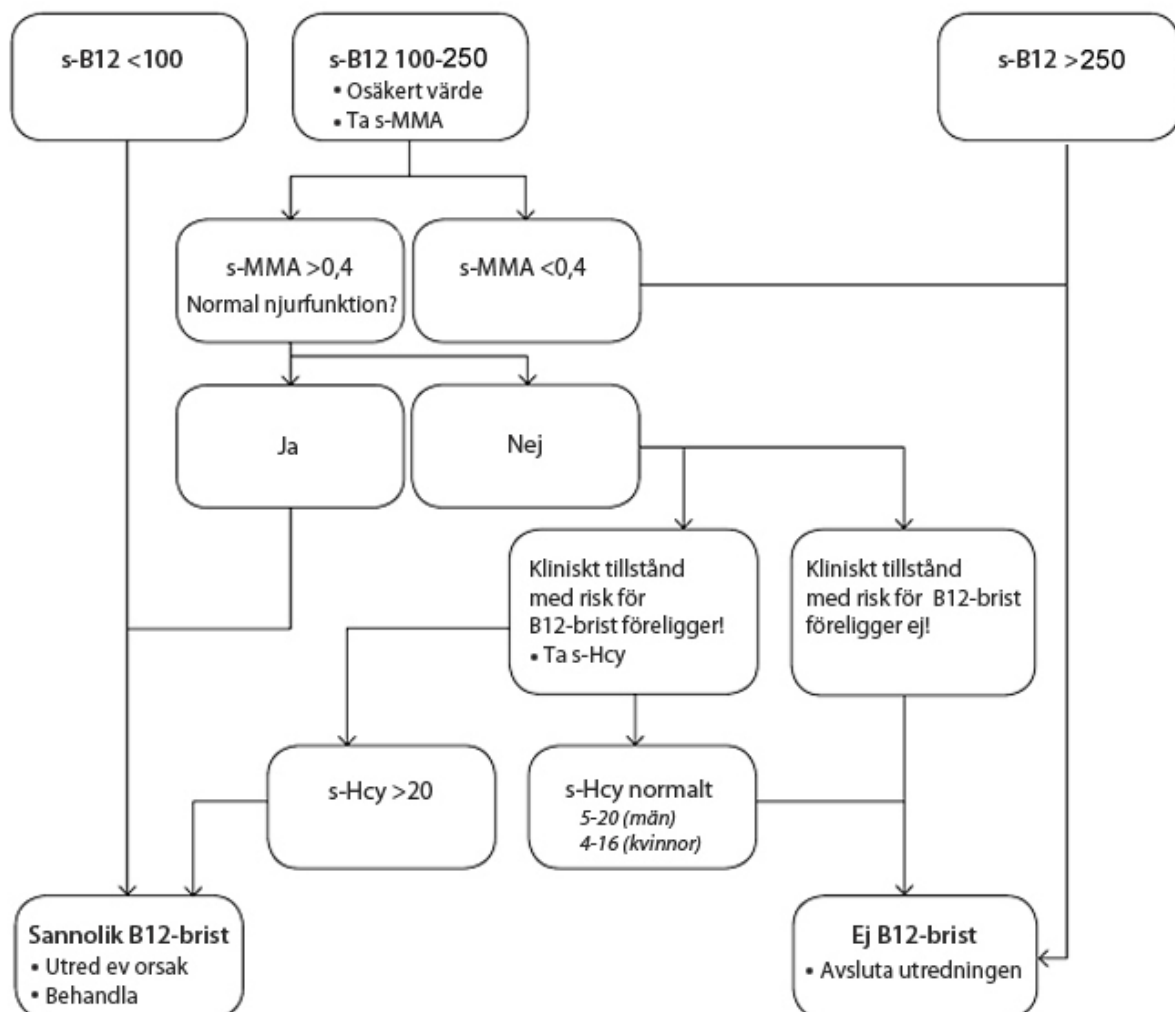 s-B12 <100
s-B12 100-250
• Osäkert värde
• Ta s-MMA
s-B12 >250
s-MMA >0,4
Normal njurfunktion?
s-MMA <0,4
Ja
Nej
Kliniskt tillstånd
med risk för
B12-brist föreligger!
• Ta s-Hcy
Kliniskt tillstånd
med risk för B12-brist
föreligger ej!
s-Hcy >20
s-Hcy normalt
5-20 (män)
4-16 (kvinnor)
Sannolik B12-brist
• Utred ev orsak
• Behandla
Ej B12-brist
• Avsluta utredningen